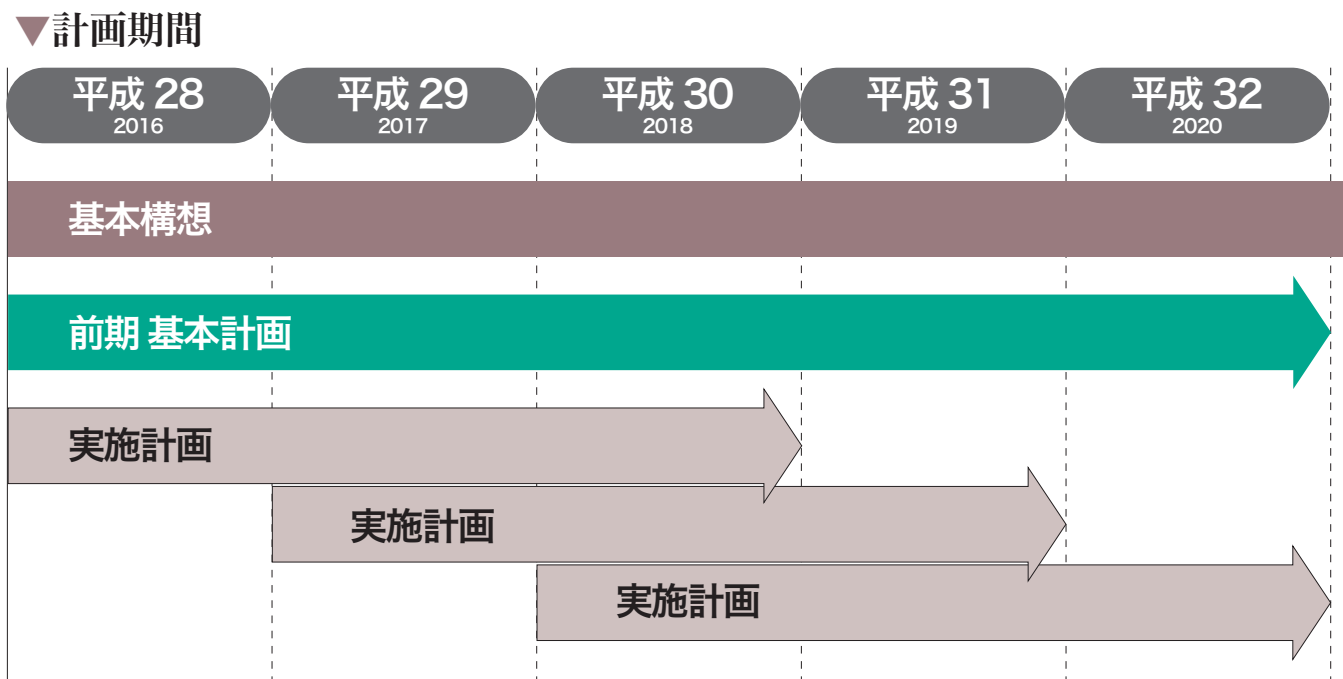 ▼計画期間
平成 28
2016
平成 29
2017
平成 30
2018
平成 31
2019
平成 32
2020
基本構想
前期 基本計画
実施計画
実施計画
実施計画